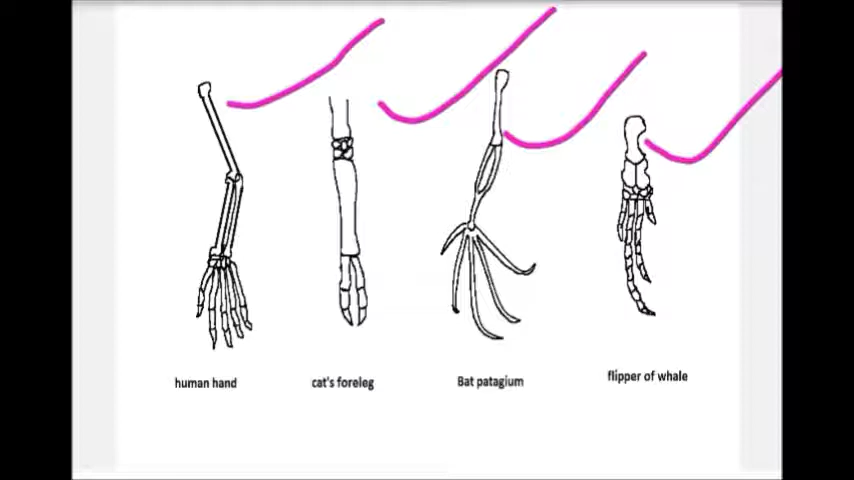 human hand
cat's foreleg
Bat patagium
flipper of whale